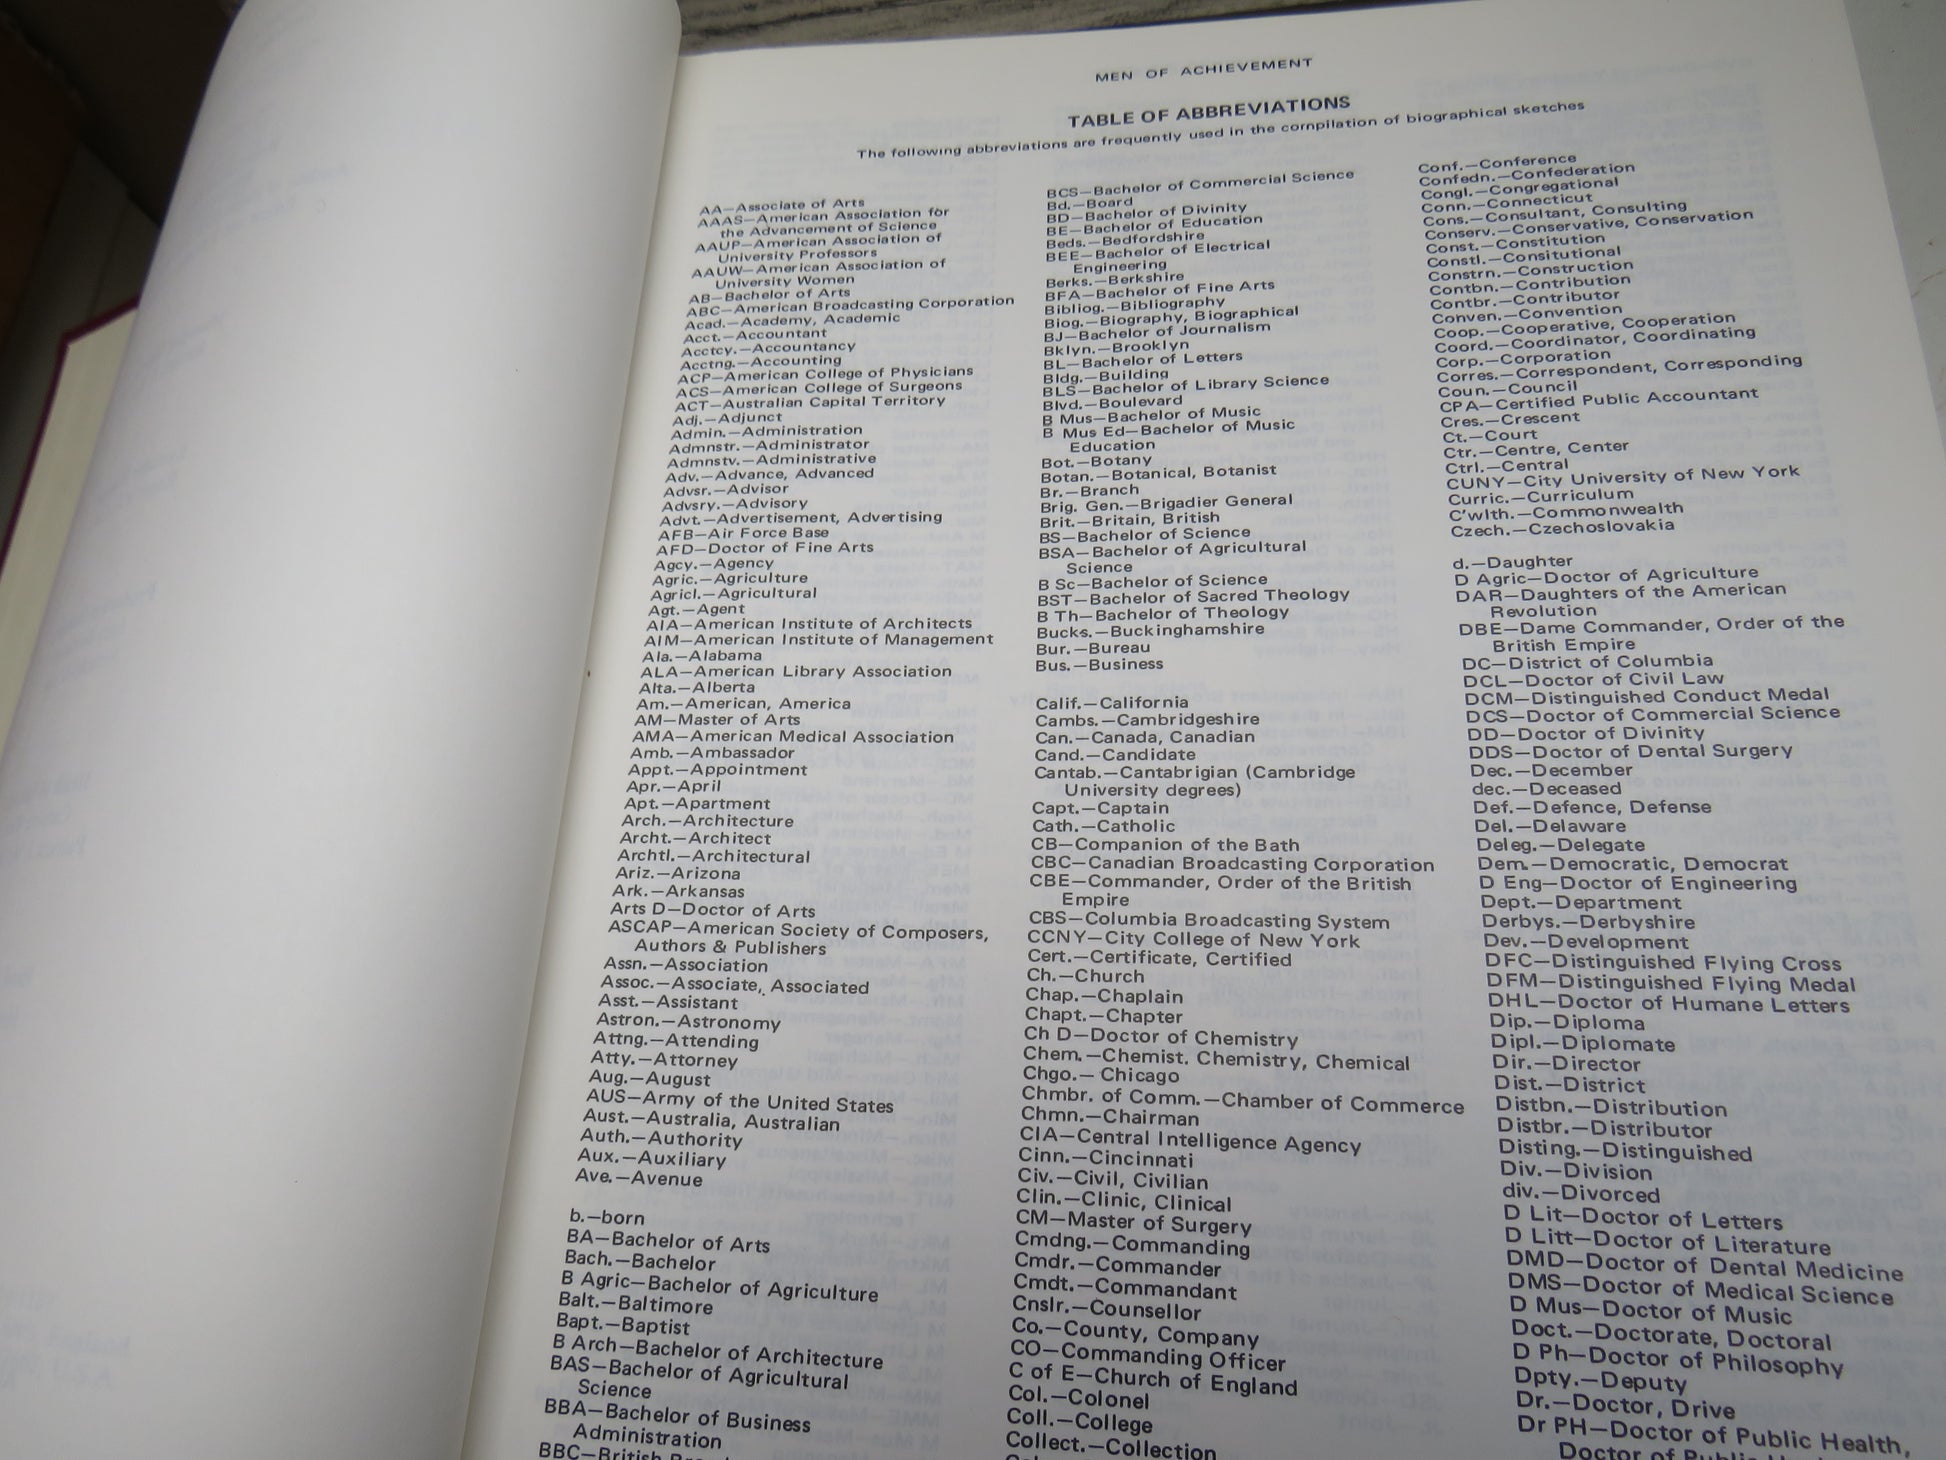 MEN OF ACHIEVEMENT
TABLE OF ABBREVIATIONS
The following abbreviations are frequently used in the compilation of biographical sketches
AA—Associate of Arts
AAAS—American Association for
the Advancement of Science
AAUP—American Association of
University Professors
AAUW—American Association of
University Women
AB—Bachelor of Arts
ABC—American Broadcasting Corporation
Acad.—Academy, Academic
Acct.—Accountant
Acctcy.—Accountancy
Acctng.—Accounting
ACP—American College of Physicians
ACS—American College of Surgeons
ACT—Australian Capital Territory
Adj.—Adjunct
Admin.—Administration
Admnstr.—Administrator
Admnstv.—Administrative
Adv.—Advance, Advanced
Advsr.—Advisor
Advsry.—Advisory
Advt.—Advertisement, Advertising
AFB—Air Force Base
AFD—Doctor of Fine Arts
Agcy.—Agency
Agric.—Agriculture
Agricl.—Agricultural
Agt.—Agent
AIA—American Institute of Architects
AIM—American Institute of Management
Ala.—Alabama
ALA—American Library Association
Alta.—Alberta
Am.—American, America
AM—Master of Arts
AMA—American Medical Association
Amb.—Ambassador
Appt.—Appointment
Apr.—April
Apt.—Apartment
Arch.—Architecture
Archt.—Architect
Archtl.—Architectural
Ariz.—Arizona
Ark.—Arkansas
Arts D—Doctor of Arts
ASCAP—American Society of Composers,
Authors & Publishers
Assn.—Association
Assoc.—Associate, Associated
Asst.—Assistant
Astron.—Astronomy
Attng.—Attending
Atty.—Attorney
Aug.—August
AUS—Army of the United States
Aust.—Australia, Australian
Auth.—Authority
Aux.—Auxiliary
Ave.—Avenue
b.—born
BA—Bachelor of Arts
Bach.—Bachelor
B Agric—Bachelor of Agriculture
Balt.—Baltimore
Bapt.—Baptist
B Arch—Bachelor of Architecture
BAS—Bachelor of Agricultural
Science
BBA—Bachelor of Business
Administration
BBC—British
BCS—Bachelor of Commercial Science
Bd.—Board
BD—Bachelor of Divinity
BE—Bachelor of Education
Beds.—Bedfordshire
BEE—Bachelor of Electrical
Engineering
Berks.—Berkshire
BFA—Bachelor of Fine Arts
Bibliog.—Bibliography
Biog.—Biography, Biographical
BJ—Bachelor of Journalism
Bklyn.—Brooklyn
BL—Bachelor of Letters
Bldg.—Building
BLS—Bachelor of Library Science
Blvd.—Boulevard
B Mus—Bachelor of Music
B Mus Ed—Bachelor of Music
Education
Bot.—Botany
Botan.—Botanical, Botanist
Br.—Branch
Brig. Gen.—Brigadier General
Brit.—Britain, British
BS—Bachelor of Science
BSA—Bachelor of Agricultural
Science
B Sc—Bachelor of Science
BST—Bachelor of Sacred Theology
B Th—Bachelor of Theology
Bucks.—Buckinghamshire
Bur.—Bureau
Bus.—Business
Calif.—California
Cambs.—Cambridgeshire
Can.—Canada, Canadian
Cand.—Candidate
Cantab.—Cantabrigian (Cambridge
University degrees)
Capt.—Captain
Cath.—Catholic
CB—Companion of the Bath
CBC—Canadian Broadcasting Corporation
CBE—Commander, Order of the British
Empire
CBS—Columbia Broadcasting System
CCNY—City College of New York
Cert.—Certificate, Certified
Ch.—Church
Chap.—Chaplain
Chapt.—Chapter
Ch D—Doctor of Chemistry
Chem.—Chemist. Chemistry, Chemical
Chgo.— Chicago
Chmbr. of Comm.—Chamber of Commerce
Chmn.—Chairman
CIA—Central Intelligence Agency
Cinn.—Cincinnati
Civ.—Civil, Civilian
Clin.—Clinic, Clinical
CM—Master of Surgery
Cmdng.—Commanding
Cmdr.—Commander
Cmdt.—Commandant
Cnslr.—Counsellor
Co.—County, Company
CO—Commanding Officer
C of E—Church of England
Col.—Colonel
Coll.—College
Collect.—Collection
Conf.—Conference
Confedn.—Confederation
Congl.—Congregational
Conn.—Connecticut
Cons.—Consultant, Consulting
Conserv.—Conservative, Conservation
Const.—Constitution
Constl.—Consitutional
Constrn.—Construction
Contbn.—Contribution
Contbr.—Contributor
Conven.—Convention
Coop.—Cooperative, Cooperation
Coord.—Coordinator, Coordinating
Corp.—Corporation
Corres.—Correspondent, Corresponding
Coun.—Council
CPA—Certified Public Accountant
Cres.—Crescent
Ct.—Court
Ctr.—Centre, Center
Ctrl.—Central
CUNY—City University of New York
Curric.—Curriculum
C'wlth.—Commonwealth
Czech.—Czechoslovakia
d.—Daughter
D Agric—Doctor of Agriculture
DAR—Daughters of the American
Revolution
DBE—Dame Commander, Order of the
British Empire
DC—District of Columbia
DCL—Doctor of Civil Law
DCM—Distinguished Conduct Medal
DCS—Doctor of Commercial Science
DD—Doctor of Divinity
DDS—Doctor of Dental Surgery
Dec.—December
dec.—Deceased
Def.—Defence, Defense
Del.—Delaware
Deleg.—Delegate
Dem.—Democratic, Democrat
D Eng—Doctor of Engineering
Dept.—Department
Derbys.—Derbyshire
Dev.—Development
DFC—Distinguished Flying Cross
DFM—Distinguished Flying Medal
DHL—Doctor of Humane Letters
Dip.—Diploma
Dipl.—Diplomate
Dir.—Director
Dist.—District
Distbn.—Distribution
Distbr.—Distributor
Disting.—Distinguished
Div.—Division
div.—Divorced
D Lit—Doctor of Letters
D Litt—Doctor of Literature
DMD—Doctor of Dental Medicine
DMS—Doctor of Medical Science
D Mus—Doctor of Music
Doct.—Doctorate, Doctoral
D Ph—Doctor of Philosophy
Dpty.—Deputy
Dr.—Doctor, Drive
Dr PH—Doctor of Public Health,
Doctor of Public